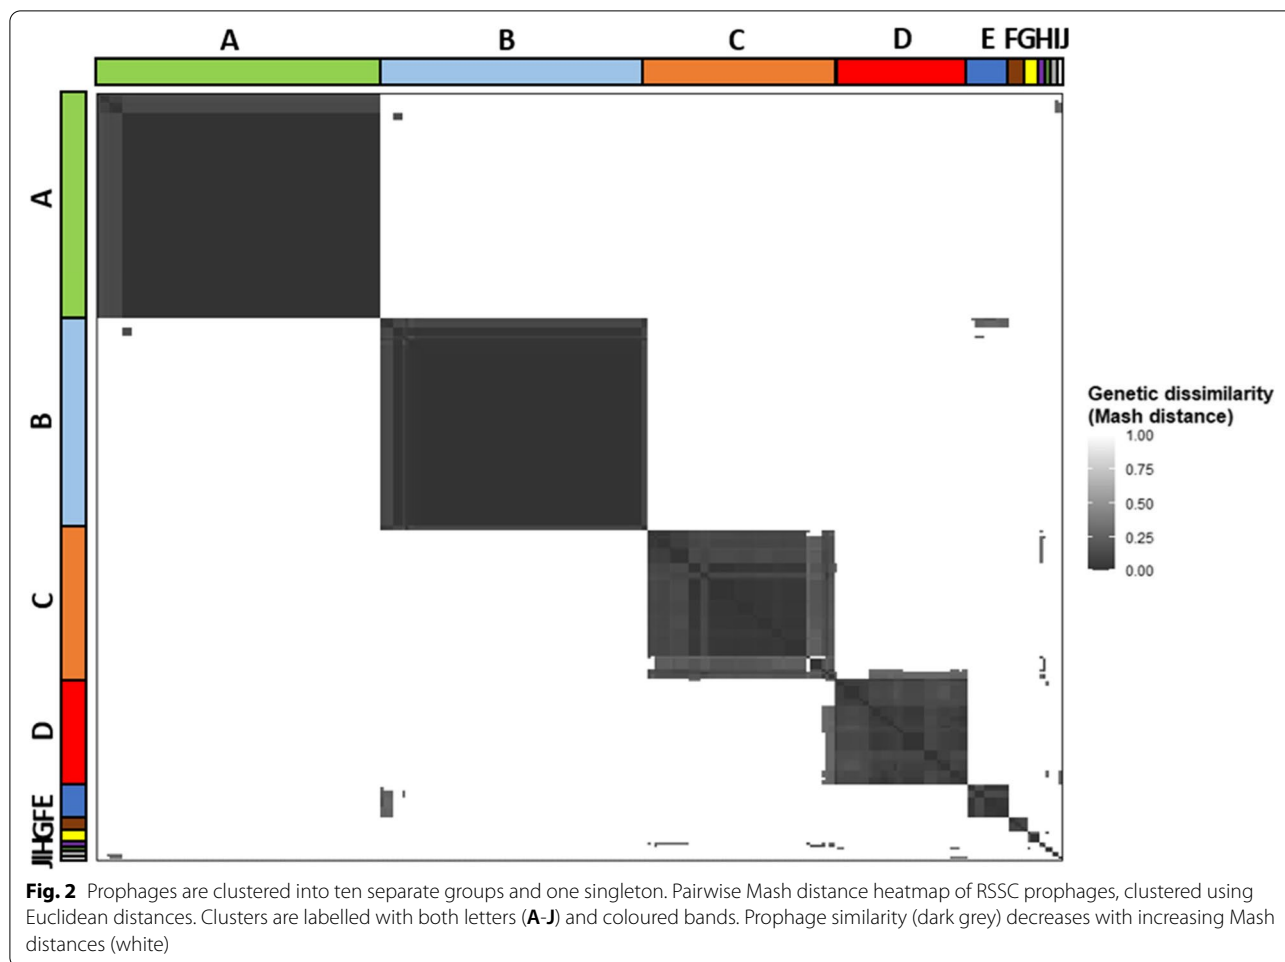 A B C D E F G H I J
A
B
C
D
E
F
G
H
I
J
Genetic dissimilarity
(Mash distance)
1.00
0.75
0.50
0.25
0.00
Fig. 2 Prophages are clustered into ten separate groups and one singleton. Pairwise Mash distance heatmap of RSSC prophages, clustered using
Euclidean distances. Clusters are labelled with both letters (A-J) and coloured bands. Prophage similarity (dark grey) decreases with increasing Mash
distances (white)